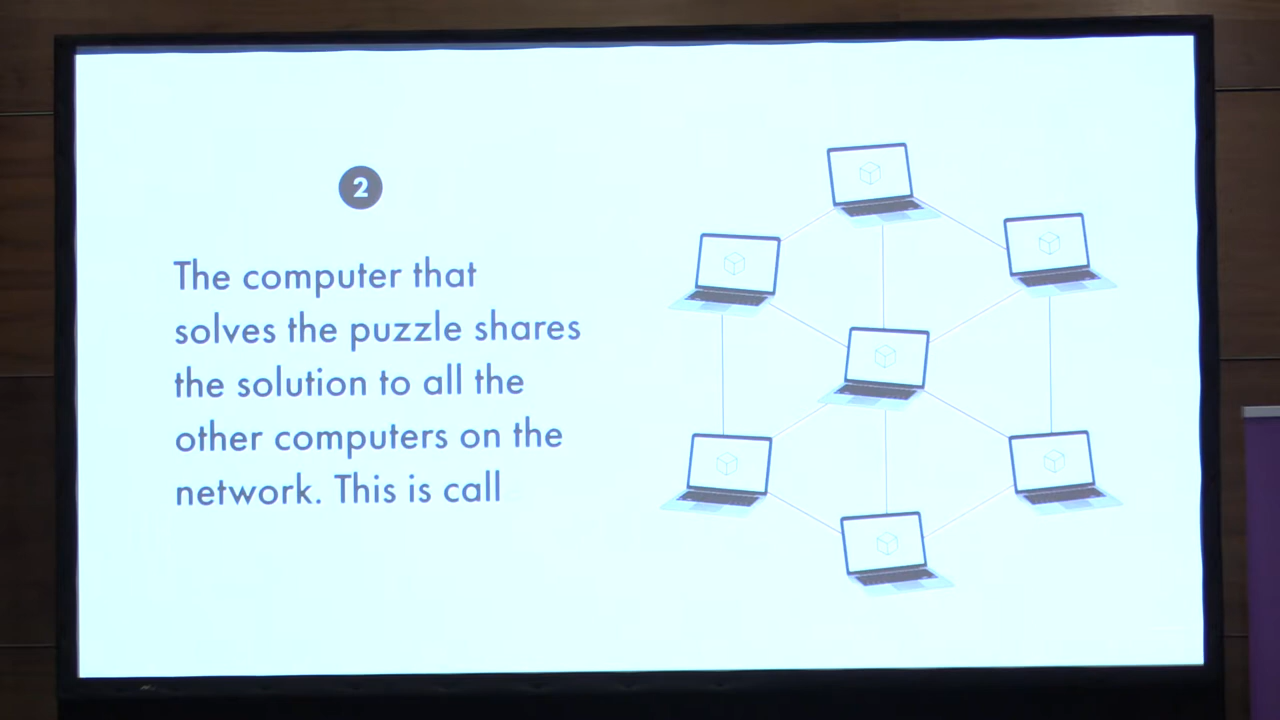 2
The computer that
solves the puzzle shares
the solution to all the
other computers on the
network. This is call